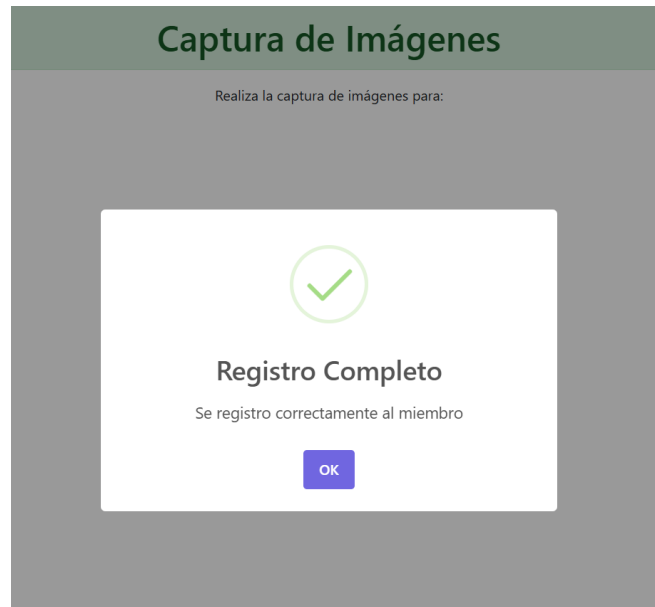 Captura de Imágenes
Realiza la captura de imágenes para:
Registro Completo
Se registro correctamente al miembro
OK